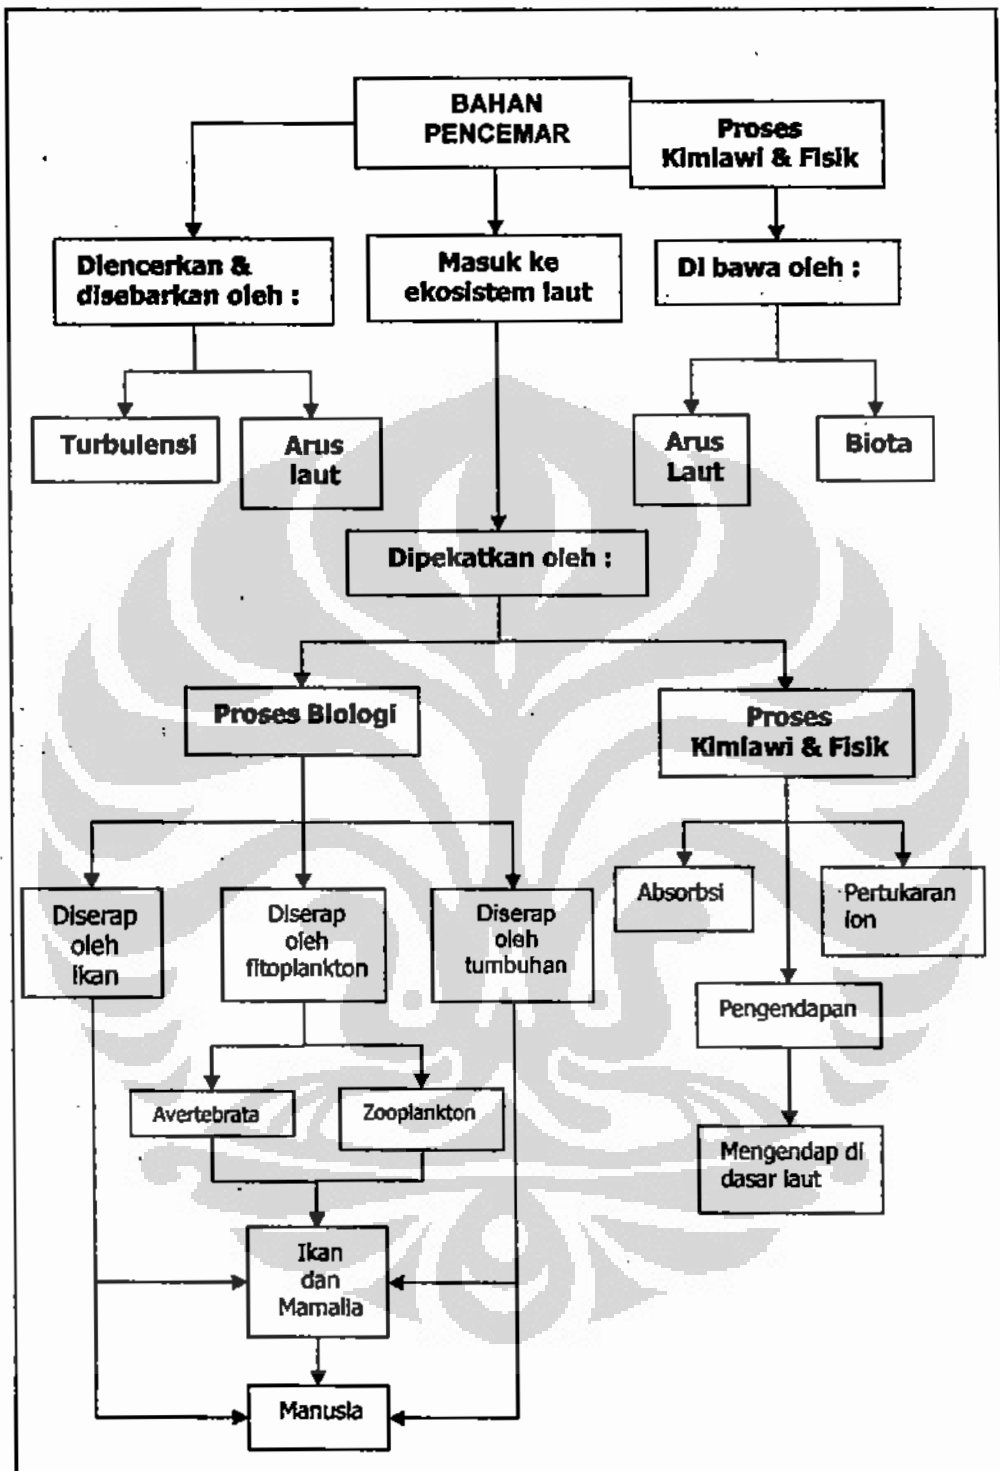 BAHAN
PENCEMAR
Proses
Kimiawi & Fisik
Diencerkan &
disebarkan oleh :
Masuk ke
ekosistem laut
Di bawa oleh :
Turbulensi
Arus
laut
Arus
Laut
Biota
Dipekatkan oleh :
Proses Biologi
Proses
Kimiawi & Fisik
Diserap
oleh
Ikan
Diserap
oleh
fitoplankton
Diserap
oleh
tumbuhan
Absorbsi
Pertukaran
ion
Pengendapan
Avertebrata
Zooplankton
Mengendap di
dasar laut
Ikan
dan
Mamalia
Manusia